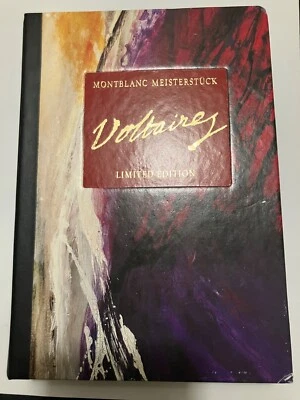 MONTBLANC MEISTERSTÜCK
Voltaire
LIMITED EDITION